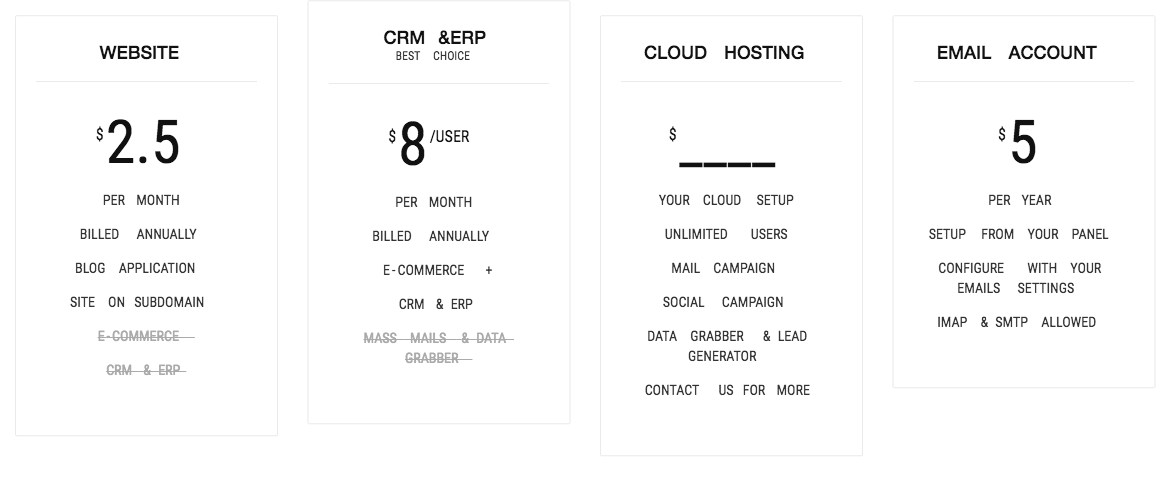 WEBSITE
$2.5
PER MONTH
BILLED ANNUALLY
BLOG APPLICATION
SITE ON SUBDOMAIN
E-COMMERCE
CRM & ERP
CRM &ERP
BEST CHOICE
$8/USER
PER MONTH
BILLED ANNUALLY
E-COMMERCE +
CRM & ERP
MASS MAILS & DATA
GRABBER
CLOUD HOSTING
$____
YOUR CLOUD SETUP
UNLIMITED USERS
MAIL CAMPAIGN
SOCIAL CAMPAIGN
DATA GRABBER & LEAD
GENERATOR
CONTACT US FOR MORE
EMAIL ACCOUNT
$5
PER YEAR
SETUP FROM YOUR PANEL
CONFIGURE WITH YOUR
EMAILS SETTINGS
IMAP & SMTP ALLOWED